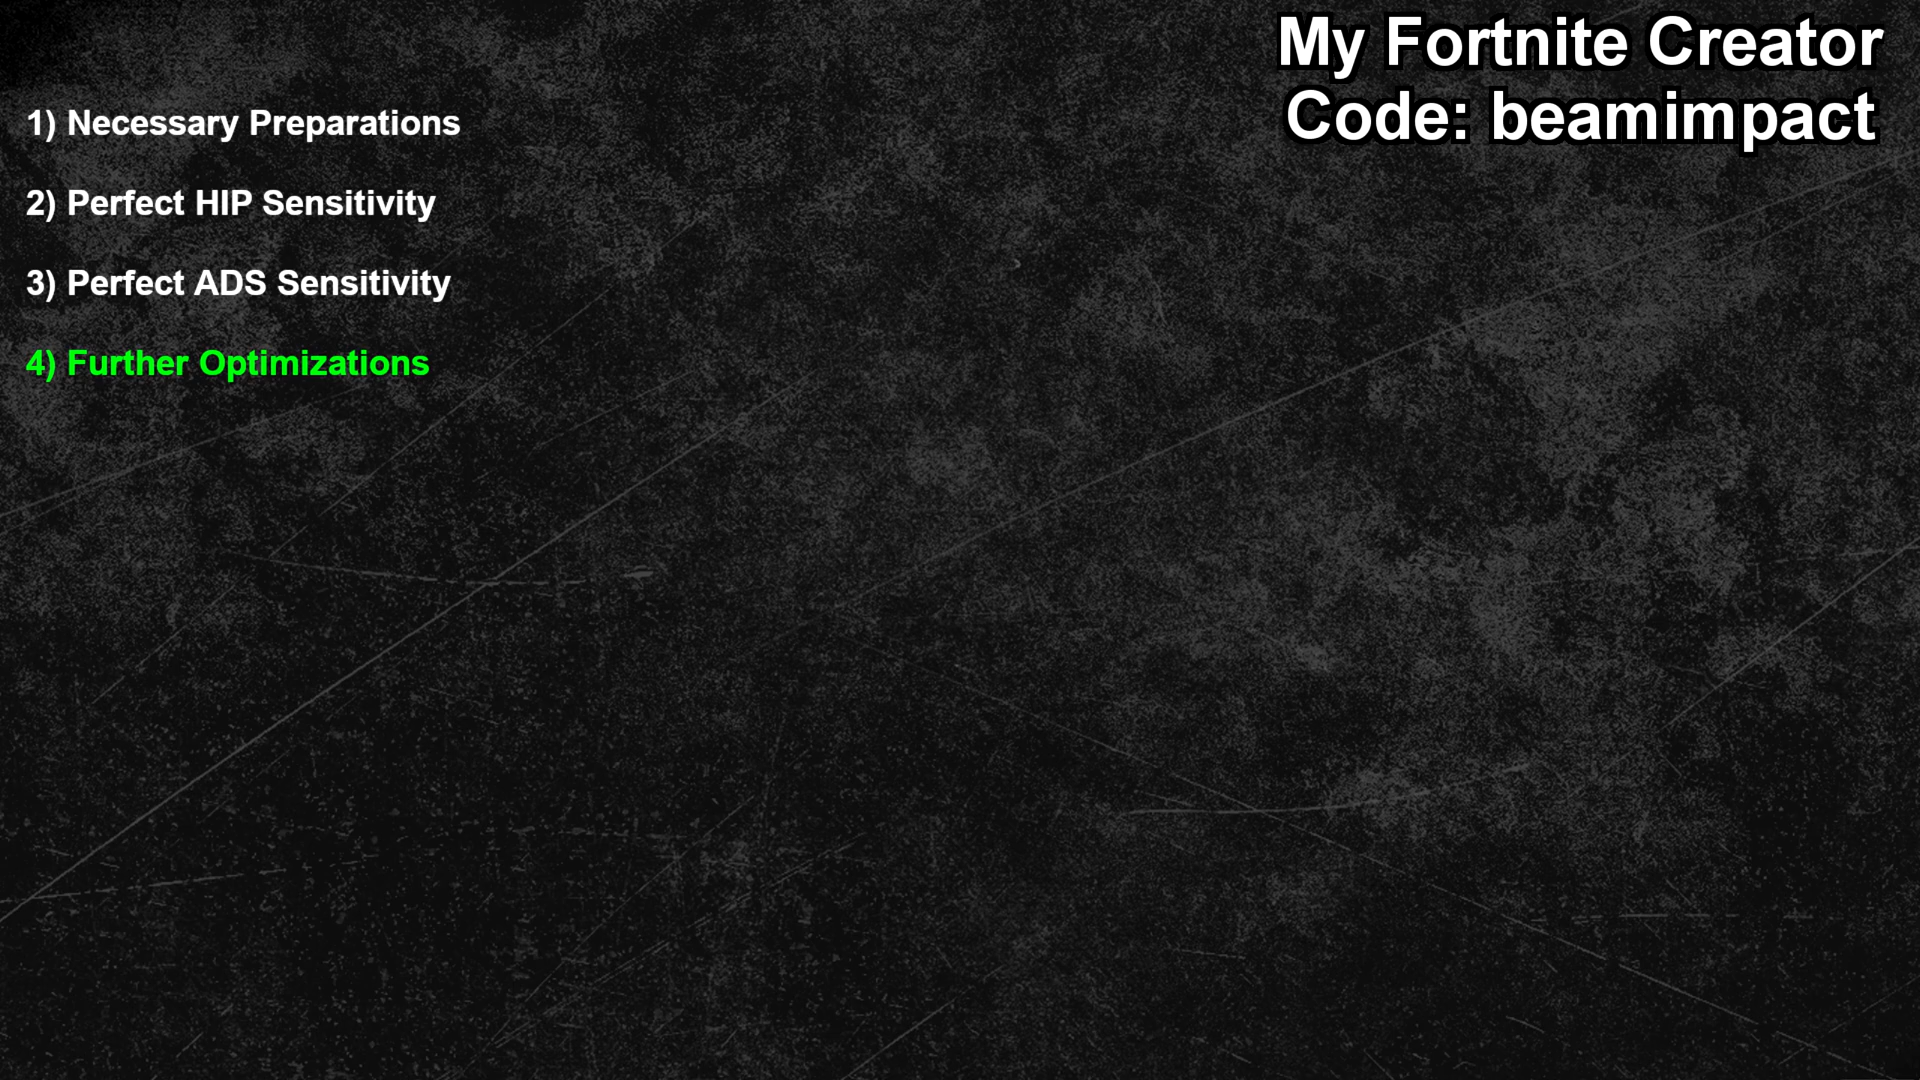 My Fortnite Creator
Code: beamimpact
1) Necessary Preparations
2) Perfect HIP Sensitivity
3) Perfect ADS Sensitivity
4) Further Optimizations